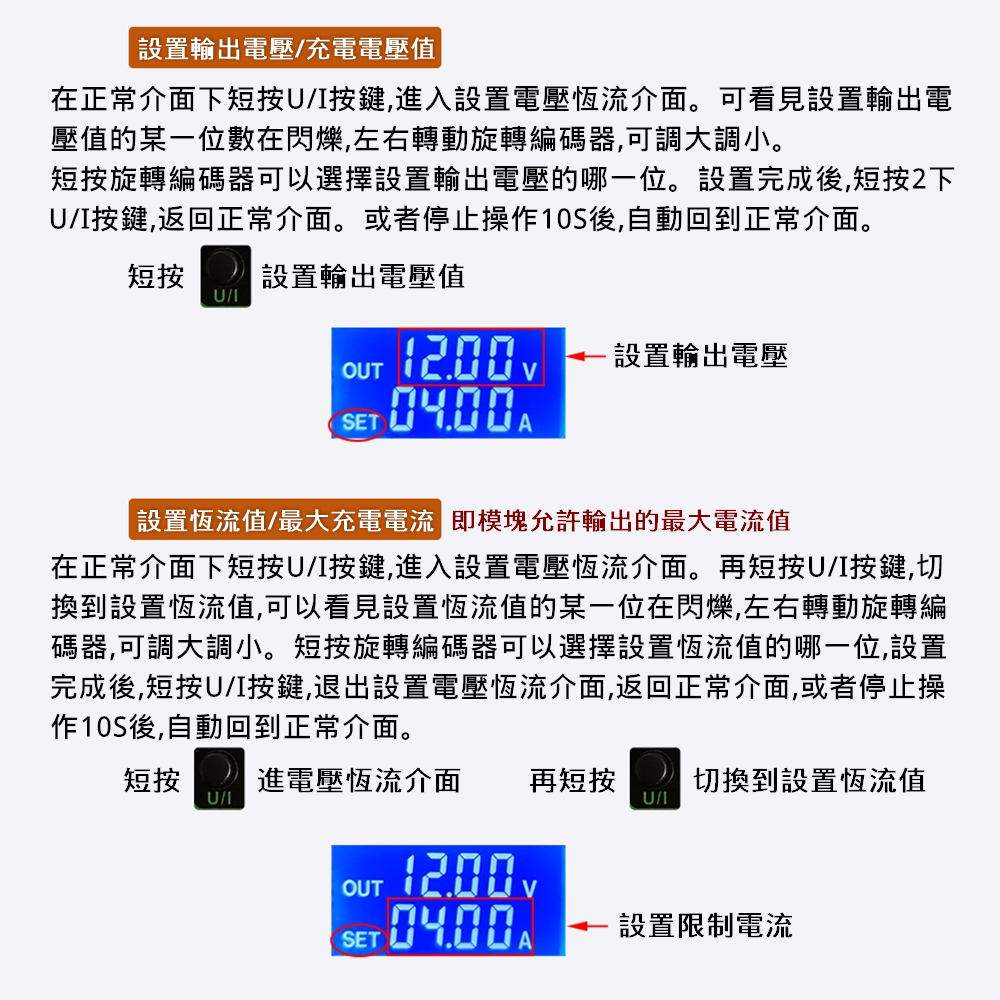 設置輸出電壓/充電電壓值
在正常介面下短按U/I按鍵,進入設置電壓恆流介面。可看見設置輸出電
壓值的某一位數在閃爍,左右轉動旋轉編碼器,可調大調小。
短按旋轉編碼器可以選擇設置輸出電壓的哪一位。設置完成後,短按2下
U/I按鍵,返回正常介面。或者停止操作10S後,自動回到正常介面。
短按 U/I 設置輸出電壓值
OUT 12.00 V
設置輸出電壓
SET 04.00 A
設置恆流值/最大充電電流 即模塊允許輸出的最大電流值
在正常介面下短按U/I按鍵,進入設置電壓恆流介面。再短按U/I按鍵,切
換到設置恆流值,可以看見設置恆流值的某一位在閃爍,左右轉動旋轉編
碼器,可調大調小。短按旋轉編碼器可以選擇設置恆流值的哪一位,設置
完成後,短按U/I按鍵,退出設置電壓恆流介面,返回正常介面,或者停止操
作10S後,自動回到正常介面。
短按 U/I 進電壓恆流介面 再短按 U/I 切換到設置恆流值
OUT 12.00 V
SET 04.00 A
設置限制電流